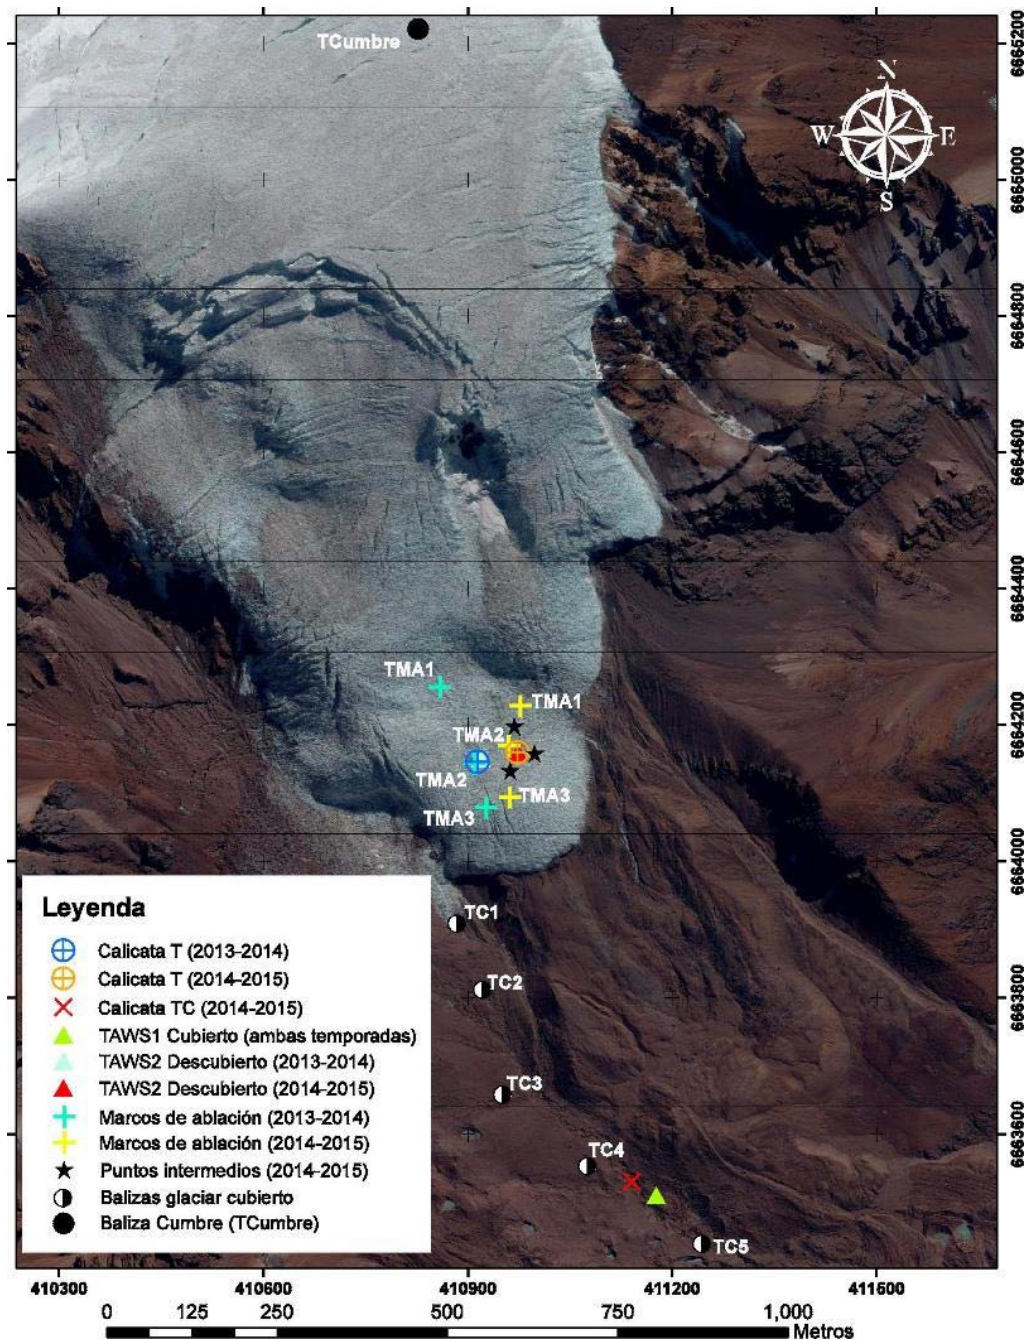 TCumbre
N
W E
S
6665200
6665000
6664800
6664600
6664400
6664200
6664000
6663800
6663600
TMA1
TMA1
TMA2
TMA2
TMA3
TMA3
TC1
TC2
TC3
TC4
TC5
Leyenda
Calicata T (2013-2014)
Calicata T (2014-2015)
Calicata TC (2014-2015)
TAWS1 Cubierto (ambas temporadas)
TAWS2 Descubierto (2013-2014)
TAWS2 Descubierto (2014-2015)
Marcos de ablación (2013-2014)
Marcos de ablación (2014-2015)
Puntos intermedios (2014-2015)
Balizas glaciar cubierto
Baliza Cumbre (TCumbre)
410300 410600 410900 411200 411500
0 125 250 500 750 1,000
Metros